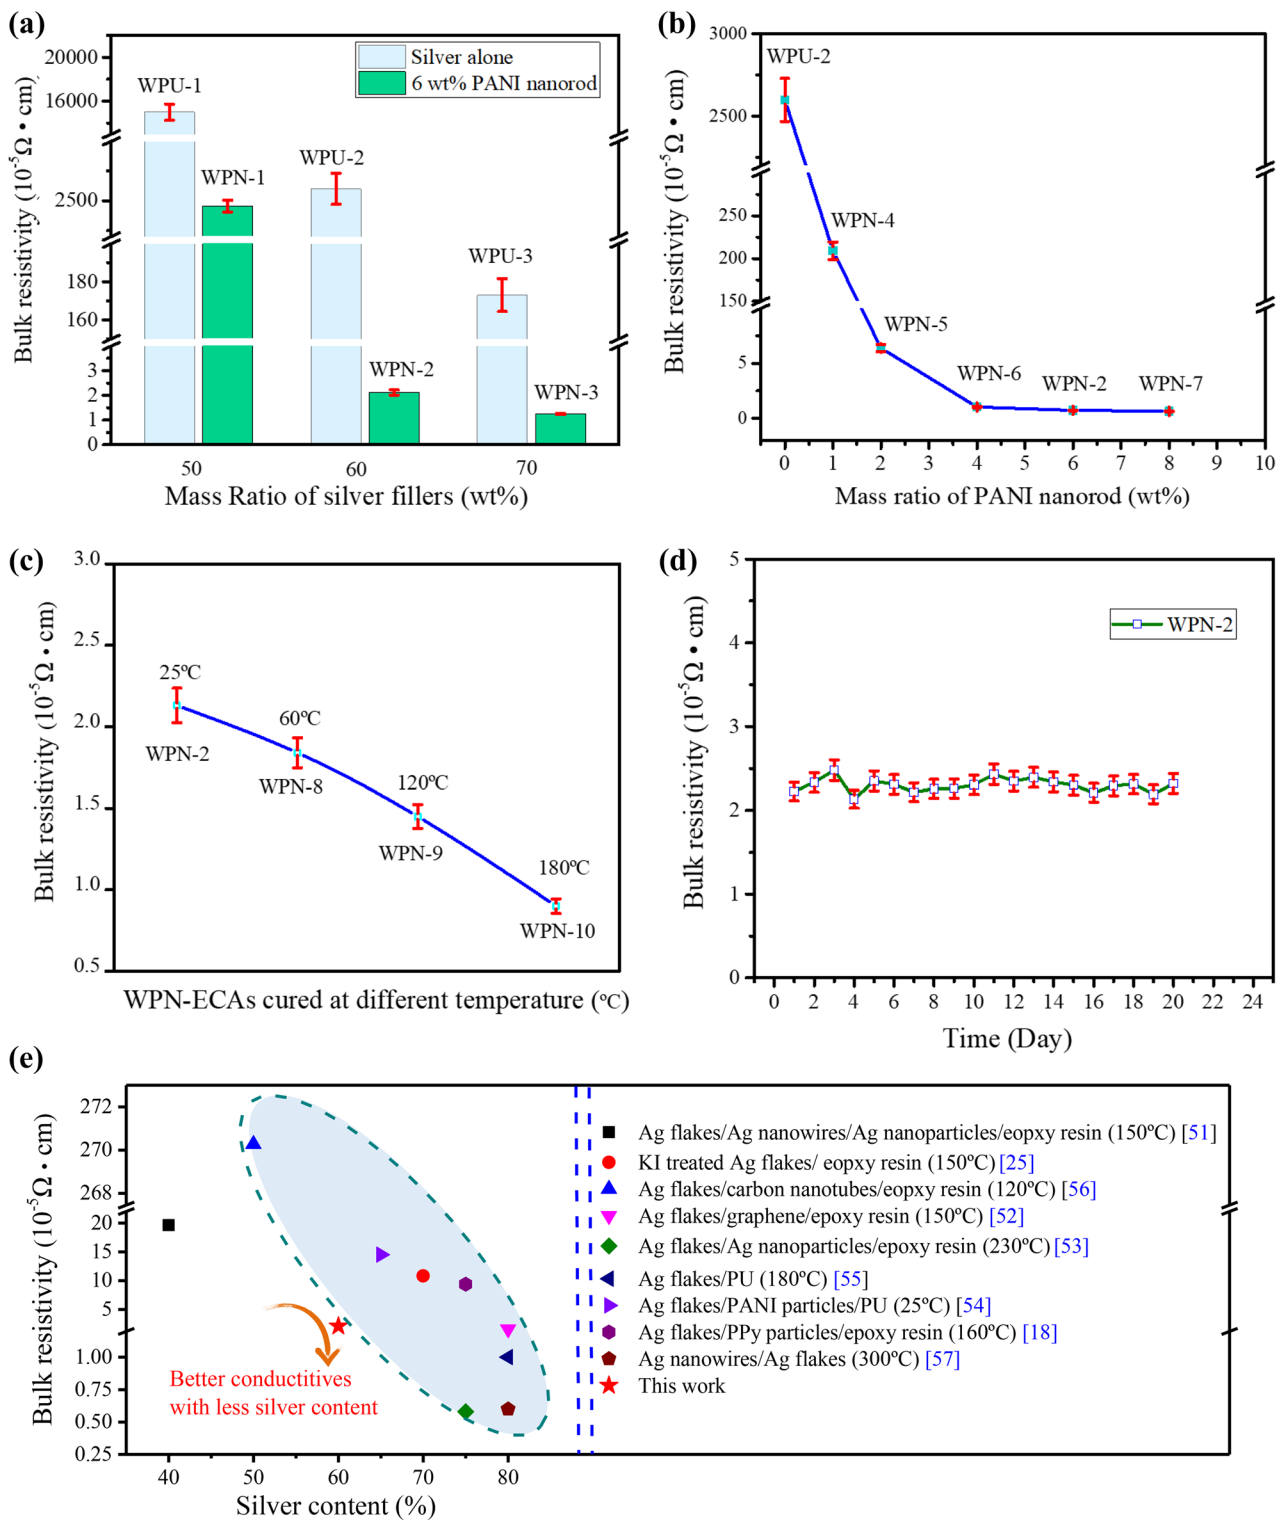 (a)
20000
16000
2500
180
160
3
2
1
0
Bulk resistivity (10⁻⁵Ω • cm)
Silver alone
6 wt% PANI nanorod
WPU-1
WPN-1
WPU-2
WPN-2
WPU-3
WPN-3
50 60 70
Mass Ratio of silver fillers (wt%)
(b)
3000
2500
250
200
150
5
0
Bulk resistivity (10⁻⁵Ω • cm)
WPU-2
WPN-4
WPN-5
WPN-6
WPN-2
WPN-7
0 1 2 3 4 5 6 7 8 9 10
Mass ratio of PANI nanorod (wt%)
(c)
3.0
2.5
2.0
1.5
1.0
0.5
Bulk resistivity (10⁻⁵Ω • cm)
25ºC
WPN-2
60ºC
WPN-8
120ºC
WPN-9
180ºC
WPN-10
WPN-ECAs cured at different temperature (ºC)
(d)
5
4
3
2
1
0
Bulk resistivity (10⁻⁵Ω • cm)
WPN-2
0 2 4 6 8 10 12 14 16 18 20 22 24
Time (Day)
(e)
272
270
268
20
15
10
5
1.00
0.75
0.50
0.25
Bulk resistivity (10⁻⁵Ω • cm)
Better conductitives
with less silver content
40 50 60 70 80
Silver content (%)
Ag flakes/Ag nanowires/Ag nanoparticles/eopxy resin (150ºC) [51]
KI treated Ag flakes/ eopxy resin (150ºC) [25]
Ag flakes/carbon nanotubes/eopxy resin (120ºC) [56]
Ag flakes/graphene/epoxy resin (150ºC) [52]
Ag flakes/Ag nanoparticles/epoxy resin (230ºC) [53]
Ag flakes/PU (180ºC) [55]
Ag flakes/PANI particles/PU (25ºC) [54]
Ag flakes/PPy particles/epoxy resin (160ºC) [18]
Ag nanowires/Ag flakes (300ºC) [57]
This work